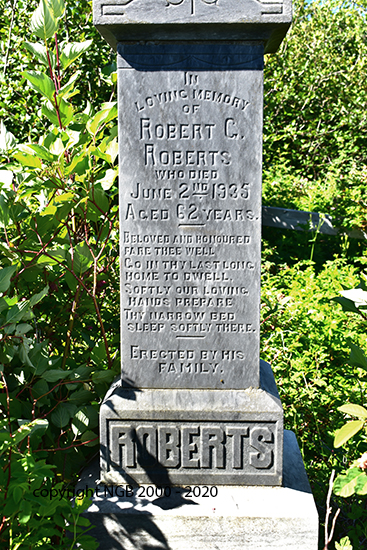 IN
LOVING MEMORY
OF
ROBERT G.
ROBERTS
WHO DIED
JUNE 2ND 1935
AGED 62 YEARS.
BELOVED AND HONOURED
FARE THEE WELL
GO IN THY LAST LONG
HOME TO DWELL
SOFTLY OUR LOVING
HANDS PREPARE
THY NARROW BED
SLEEP SOFTLY THERE.
ERECTED BY HIS
FAMILY.
ROBERTS
copyright NGB 2000 - 2020